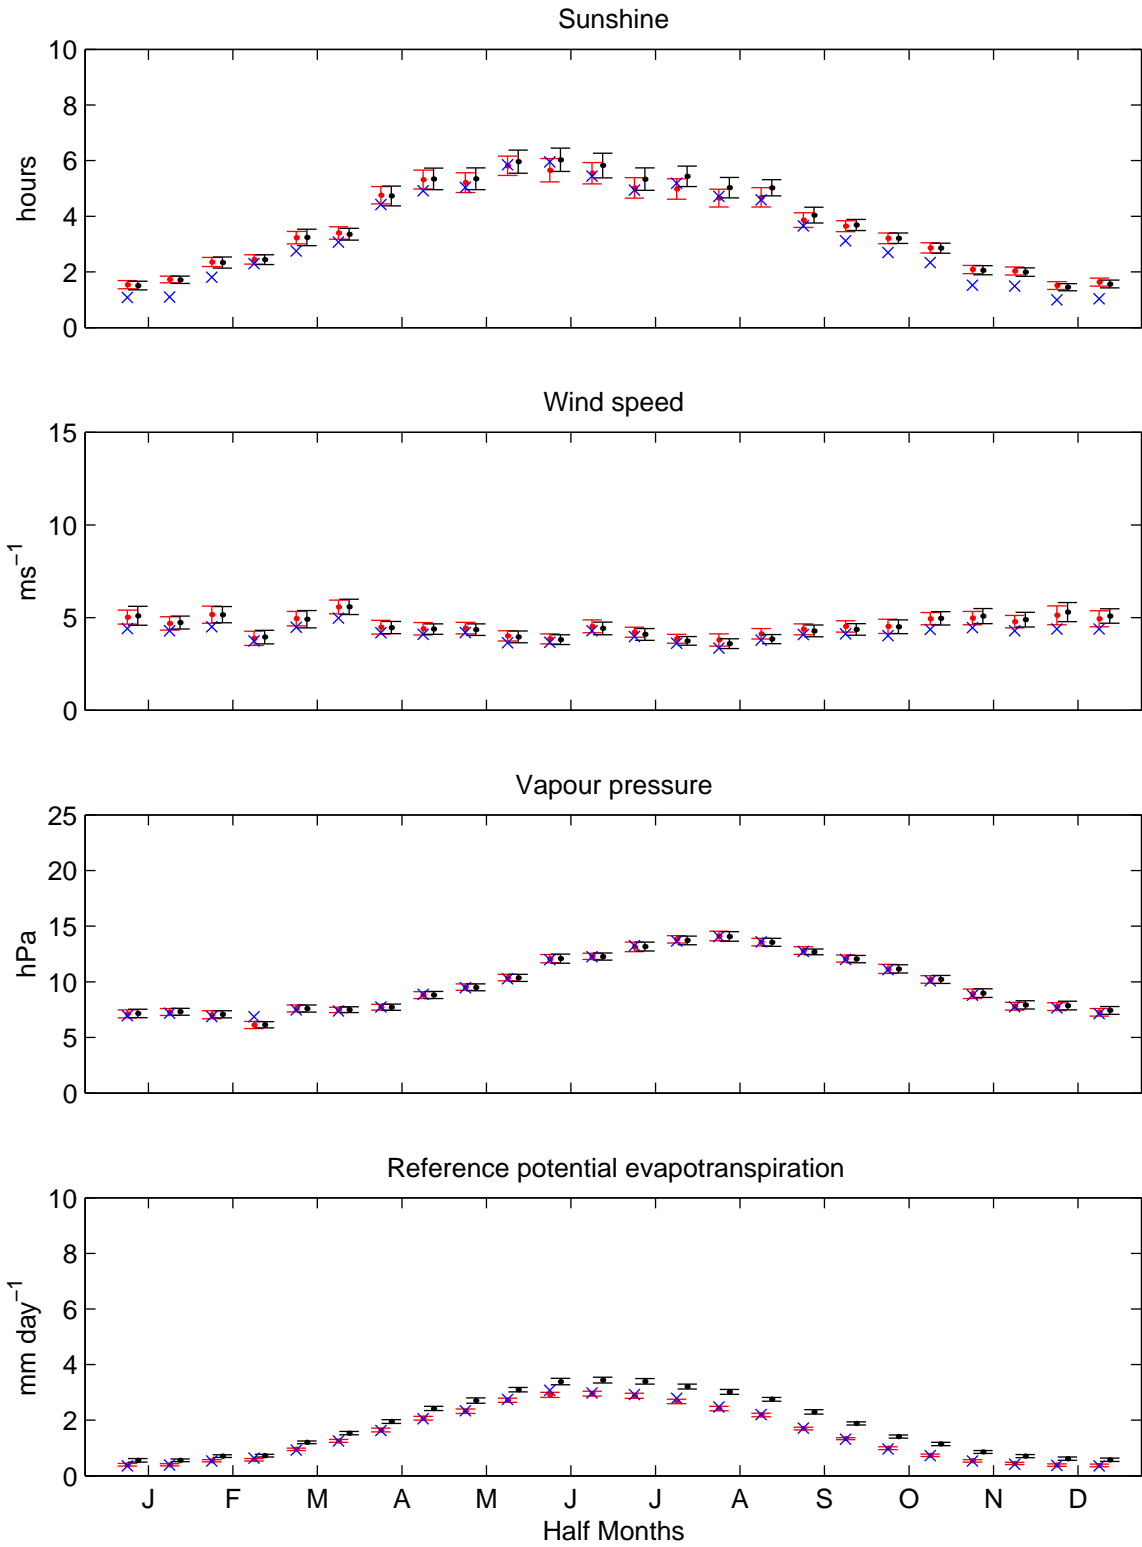 Sunshine
10
8
6
4
2
0
hours
Wind speed
15
10
5
0
ms⁻¹
Vapour pressure
25
20
15
10
5
0
hPa
Reference potential evapotranspiration
10
8
6
4
2
0
mm day⁻¹
J F M A M J J A S O N D
Half Months